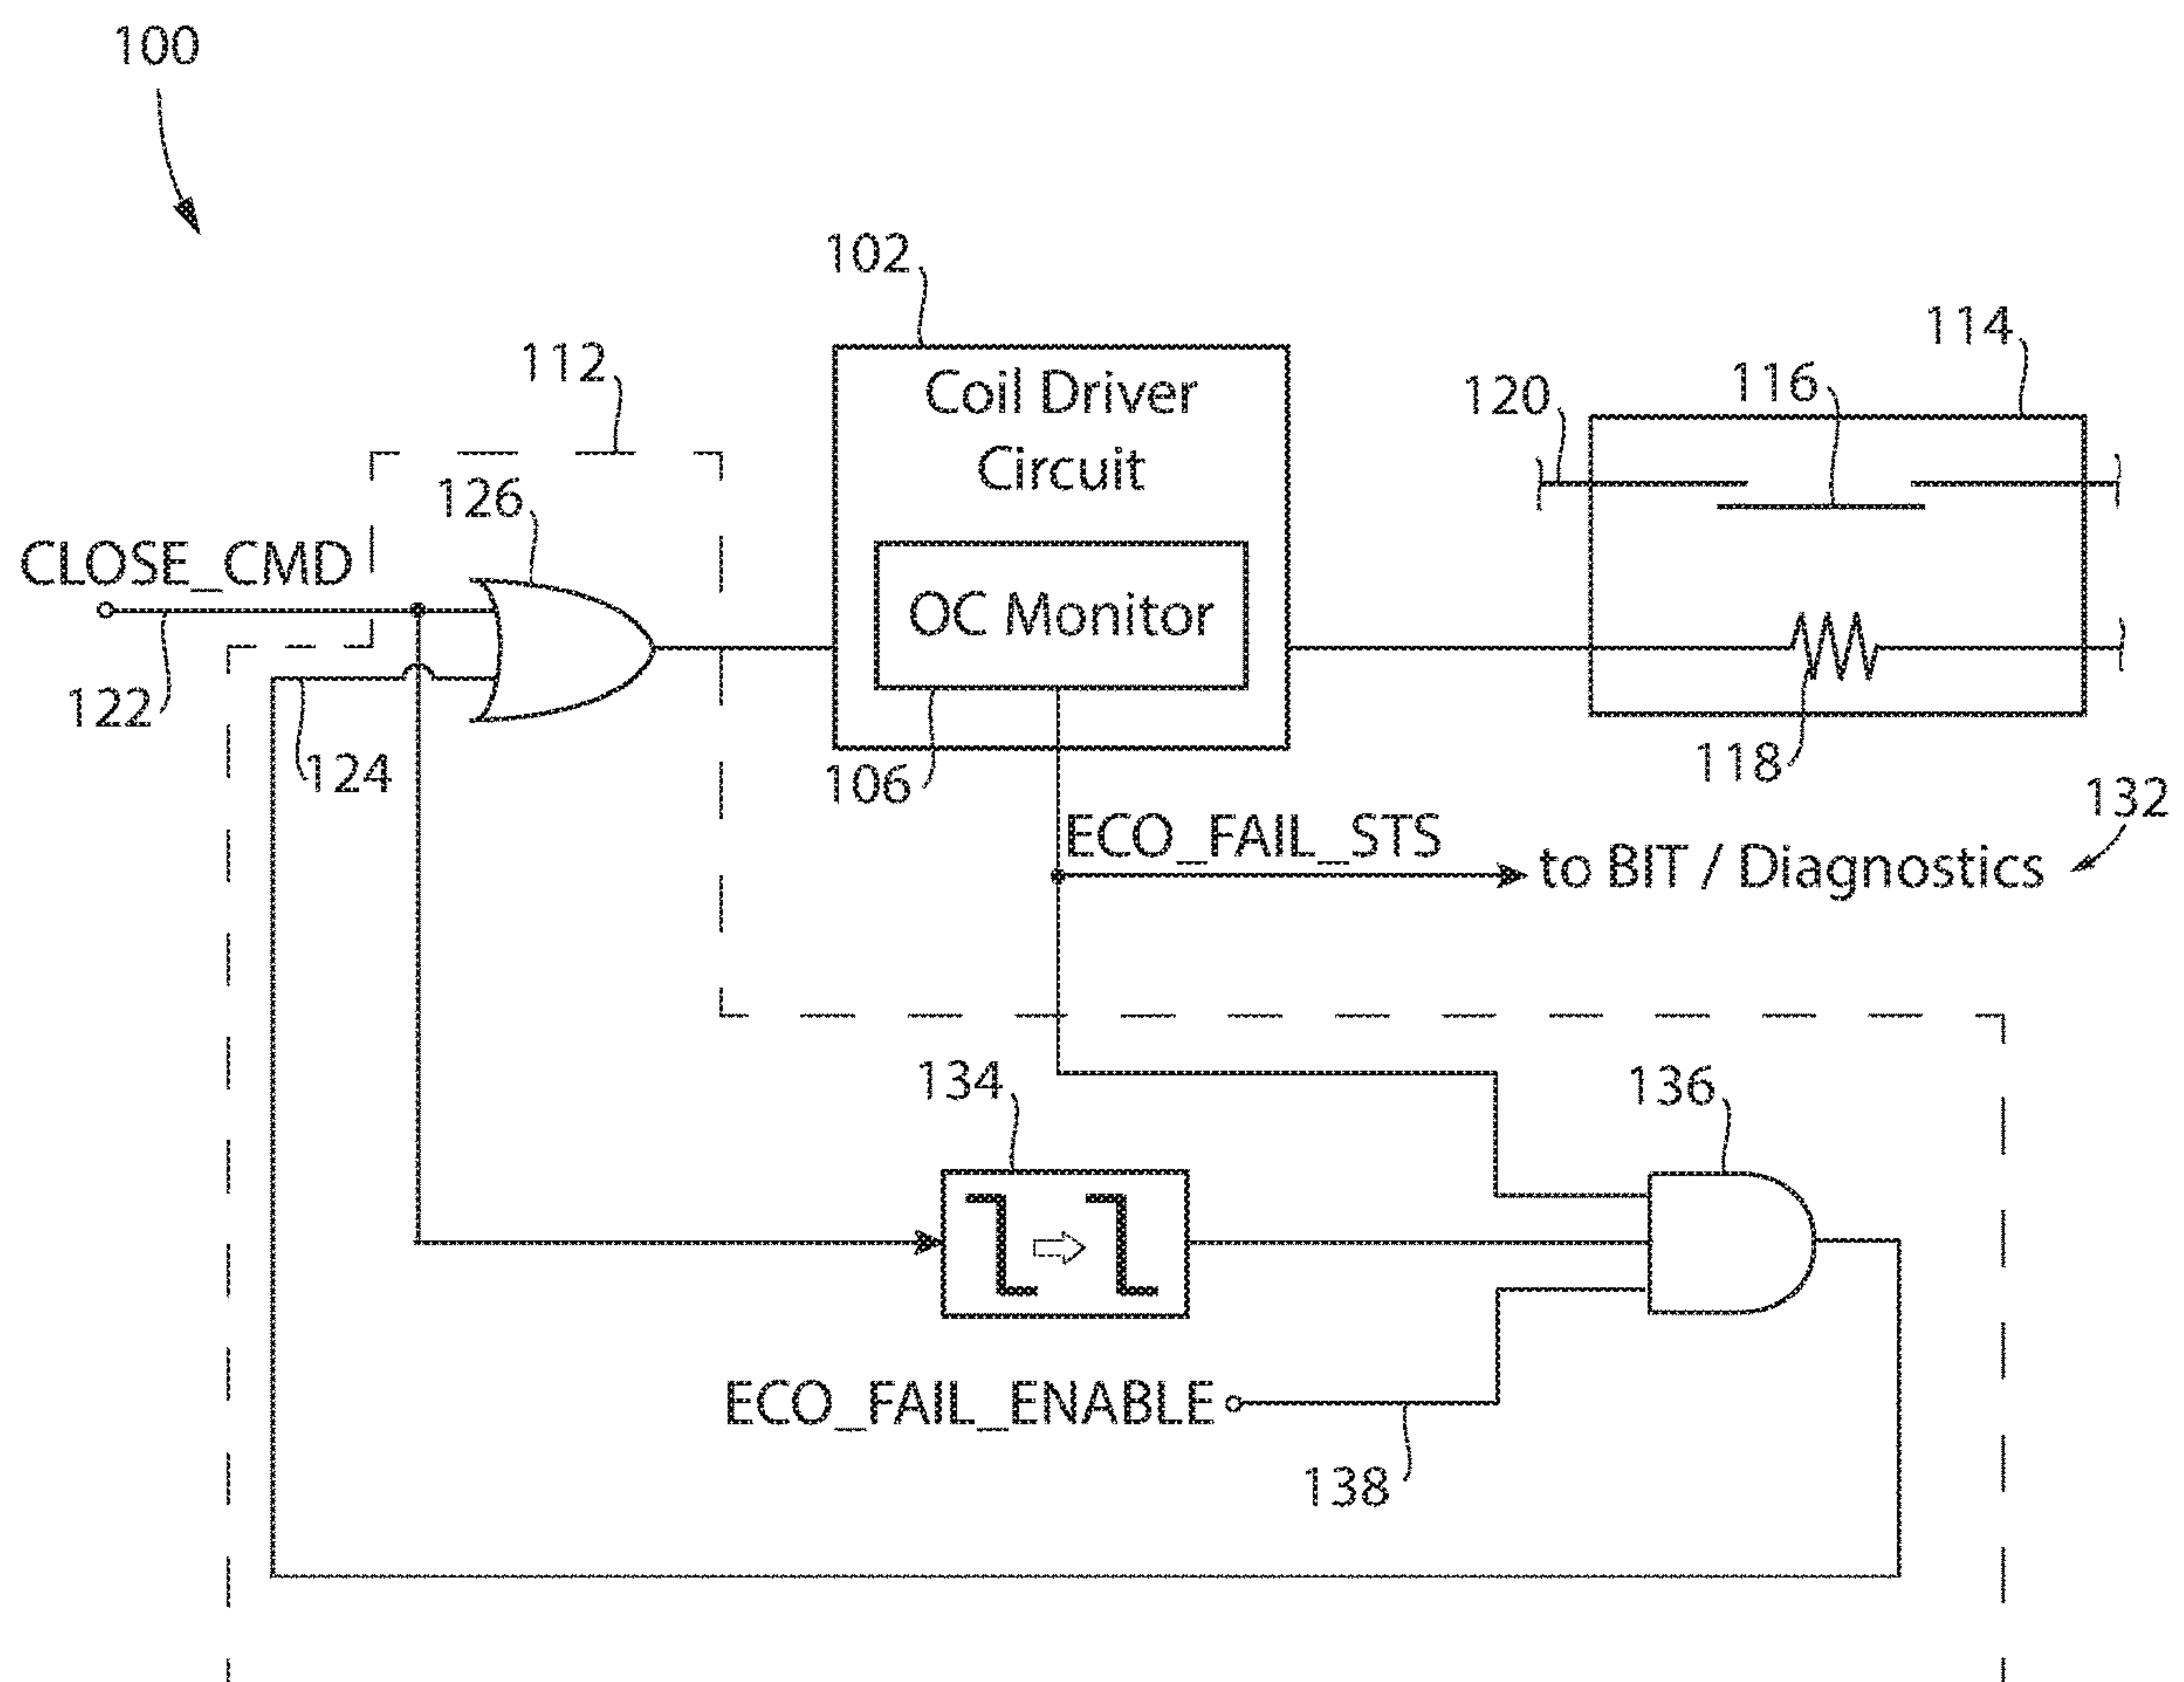 100
102
114
112
116
120
Coil Driver
Circuit
126
CLOSE_CMD
OC Monitor
122
124
106
118
132
ECO_FAIL_STS
to BIT / Diagnostics
134
136
ECO_FAIL_ENABLE
138